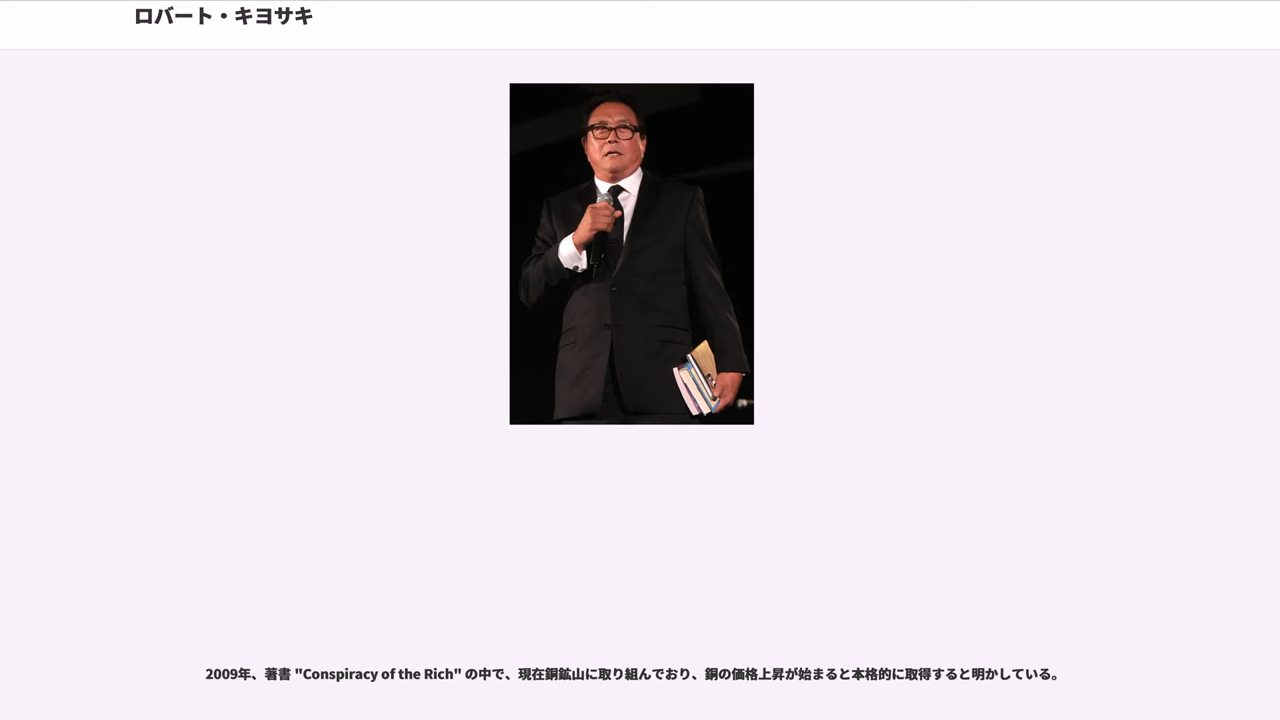 ロバート・キヨサキ
2009年、著書 "Conspiracy of the Rich" の中で、現在銅鉱山に取り組んでおり、銅の価格上昇が始まると本格的に取得すると明かしている。